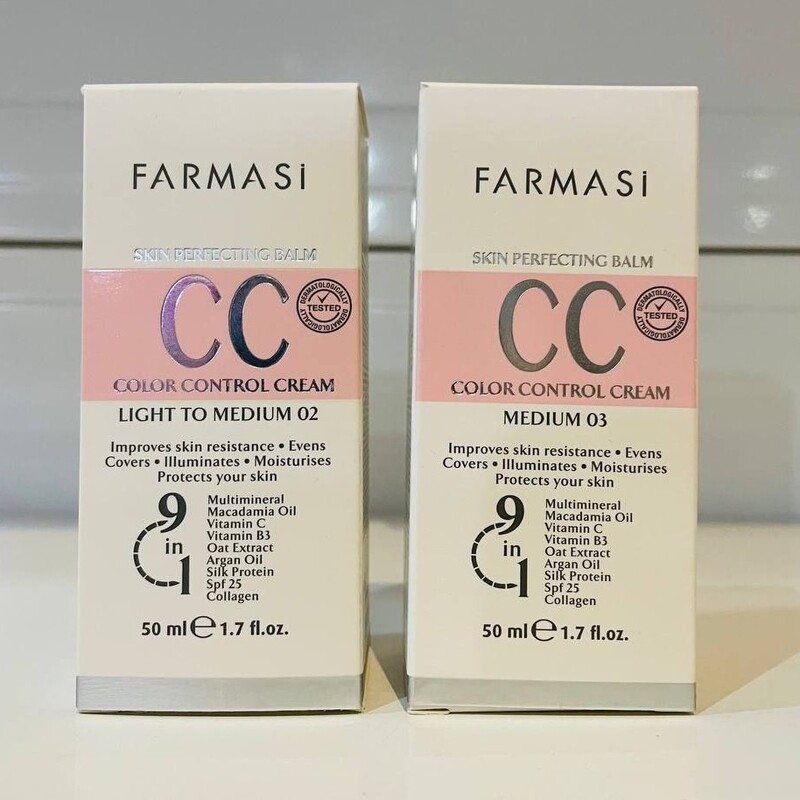 FARMASi
SKIN PERFECTING BALM
CC
DERMATOLOGICALLY
TESTED
DERMATOLOGICALLY
COLOR CONTROL CREAM
LIGHT TO MEDIUM 02
Improves skin resistance • Evens
Covers • Illuminates • Moisturises
Protects your skin
9
in
1
Multimineral
Macadamia Oil
Vitamin C
Vitamin B3
Oat Extract
Argan Oil
Silk Protein
Spf 25
Collagen
50 ml ℮ 1.7 fl.oz.
FARMASi
SKIN PERFECTING BALM
CC
DERMATOLOGICALLY
TESTED
DERMATOLOGICALLY
COLOR CONTROL CREAM
MEDIUM 03
Improves skin resistance • Evens
Covers • Illuminates • Moisturises
Protects your skin
9
in
1
Multimineral
Macadamia Oil
Vitamin C
Vitamin B3
Oat Extract
Argan Oil
Silk Protein
Spf 25
Collagen
50 ml ℮ 1.7 fl.oz.